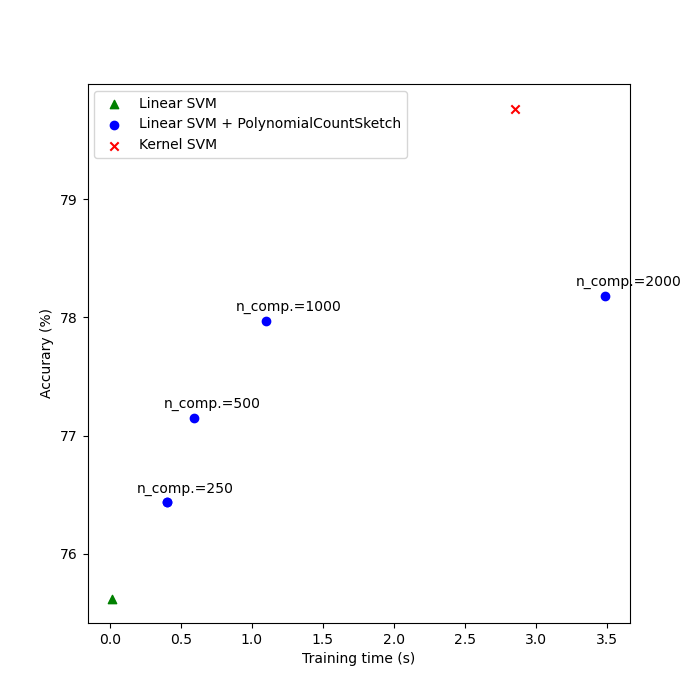 Linear SVM
Linear SVM + PolynomialCountSketch
Kernel SVM
79
n_comp.=2000
n_comp.=1000
78
Accurary (%)
n_comp.=500
77
n_comp.=250
76
0.0 0.5 1.0 1.5 2.0 2.5 3.0 3.5
Training time (s)